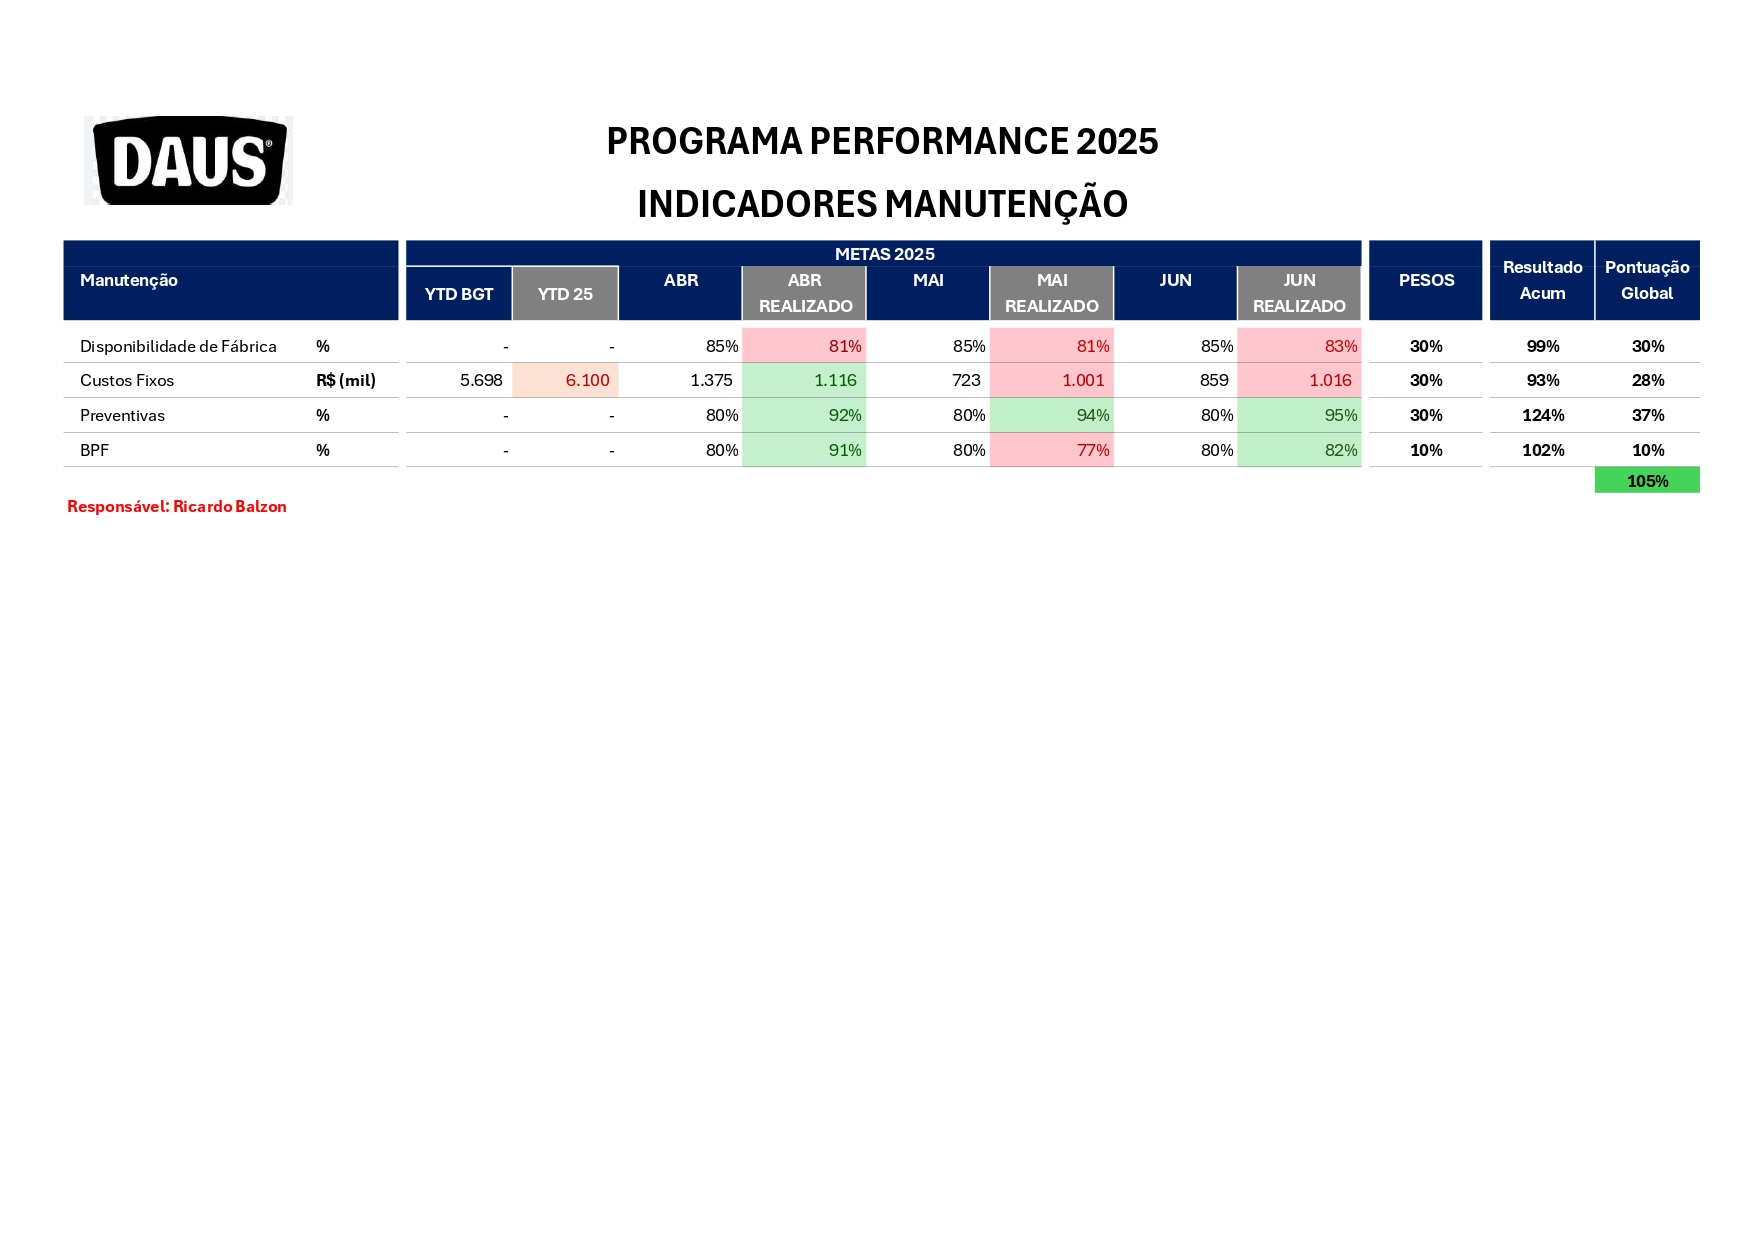 DAUS®
PROGRAMA PERFORMANCE 2025
INDICADORES MANUTENÇÃO
Manutenção METAS 2025 PESOS Resultado Acum Pontuação Global
YTD BGT YTD 25 ABR ABR REALIZADO MAI MAI REALIZADO JUN JUN REALIZADO
Disponibilidade de Fábrica % - - 85% 81% 85% 81% 85% 83% 30% 99% 30%
Custos Fixos R$ (mil) 5.698 6.100 1.375 1.116 723 1.001 859 1.016 30% 93% 28%
Preventivas % - - 80% 92% 80% 94% 80% 95% 30% 124% 37%
BPF % - - 80% 91% 80% 77% 80% 82% 10% 102% 10%
105%
Responsável: Ricardo Balzon